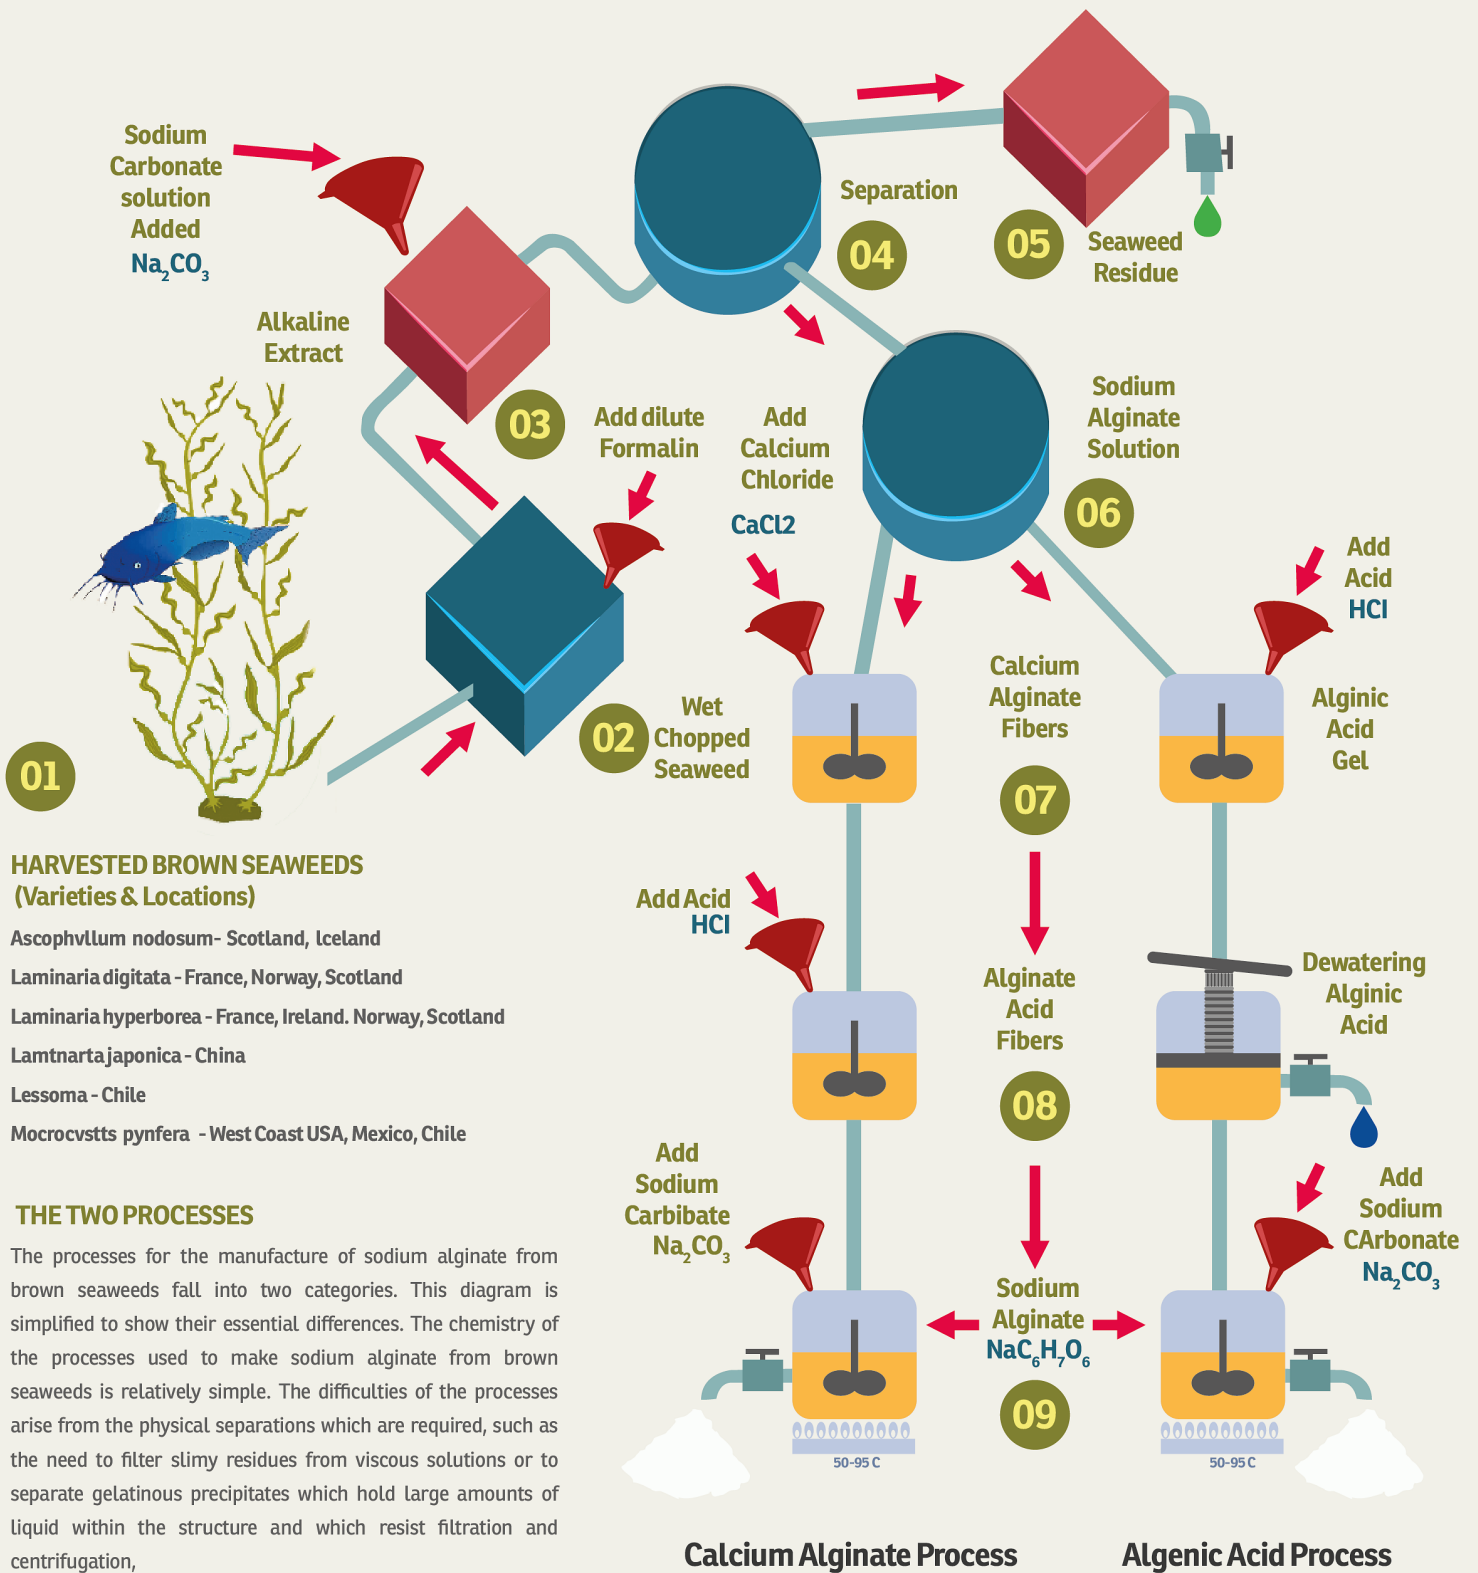 Sodium
Carbonate
solution
Added
Na2CO3
Alkaline
Extract
03
Separation
04
05
Seaweed
Residue
Add dilute
Formalin
Add
Calcium
Chloride
CaCl2
Sodium
Alginate
Solution
06
Add
Acid
HCl
01
02
Wet
Chopped
Seaweed
Calcium
Alginate
Fibers
07
Alginic
Acid
Gel
HARVESTED BROWN SEAWEEDS
(Varieties & Locations)
Ascophvllum nodosum- Scotland, lceland
Laminaria digitata - France, Norway, Scotland
Laminaria hyperborea - France, Ireland. Norway, Scotland
Lamtnarta japonica - China
Lessoma - Chile
Mocrocvstts pynfera - West Coast USA, Mexico, Chile
Add Acid
HCl
Alginate
Acid
Fibers
08
Dewatering
Alginic
Acid
THE TWO PROCESSES
The processes for the manufacture of sodium alginate from
brown seaweeds fall into two categories. This diagram is
simplified to show their essential differences. The chemistry of
the processes used to make sodium alginate from brown
seaweeds is relatively simple. The difficulties of the processes
arise from the physical separations which are required, such as
the need to filter slimy residues from viscous solutions or to
separate gelatinous precipitates which hold large amounts of
liquid within the structure and which resist filtration and
centrifugation,
Add
Sodium
Carbibate
Na2CO3
Sodium
Alginate
NaC6H7O6
09
Add
Sodium
CArbonate
Na2CO3
50-95 C
50-95 C
Calcium Alginate Process
Algenic Acid Process